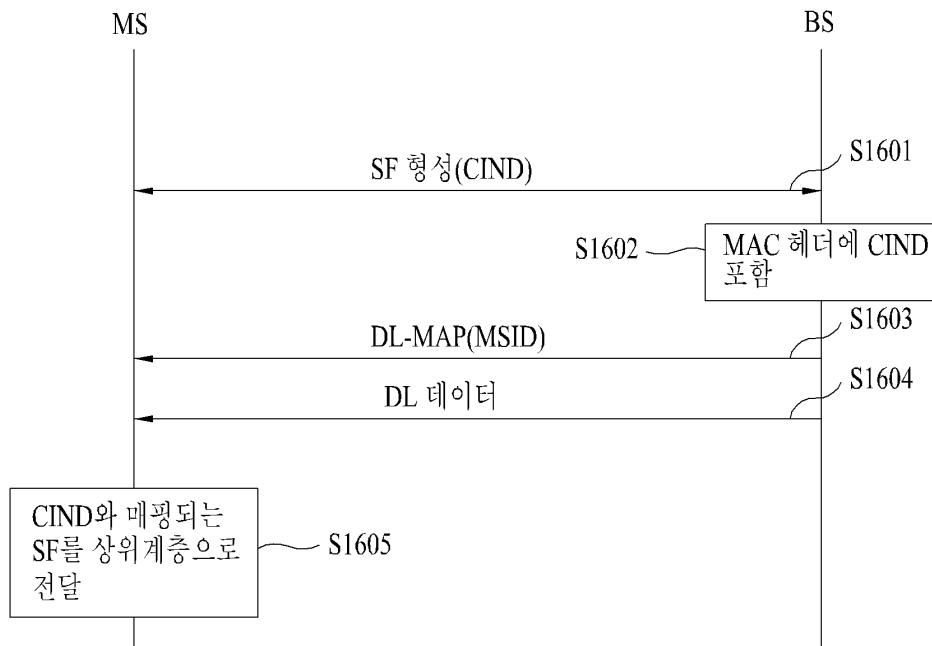 MS
BS
S1601
SF 형성(CIND)
S1602
MAC 헤더에 CIND
포함
S1603
DL-MAP(MSID)
S1604
DL 데이터
CIND와 매핑되는
SF를 상위계층으로
전달
S1605